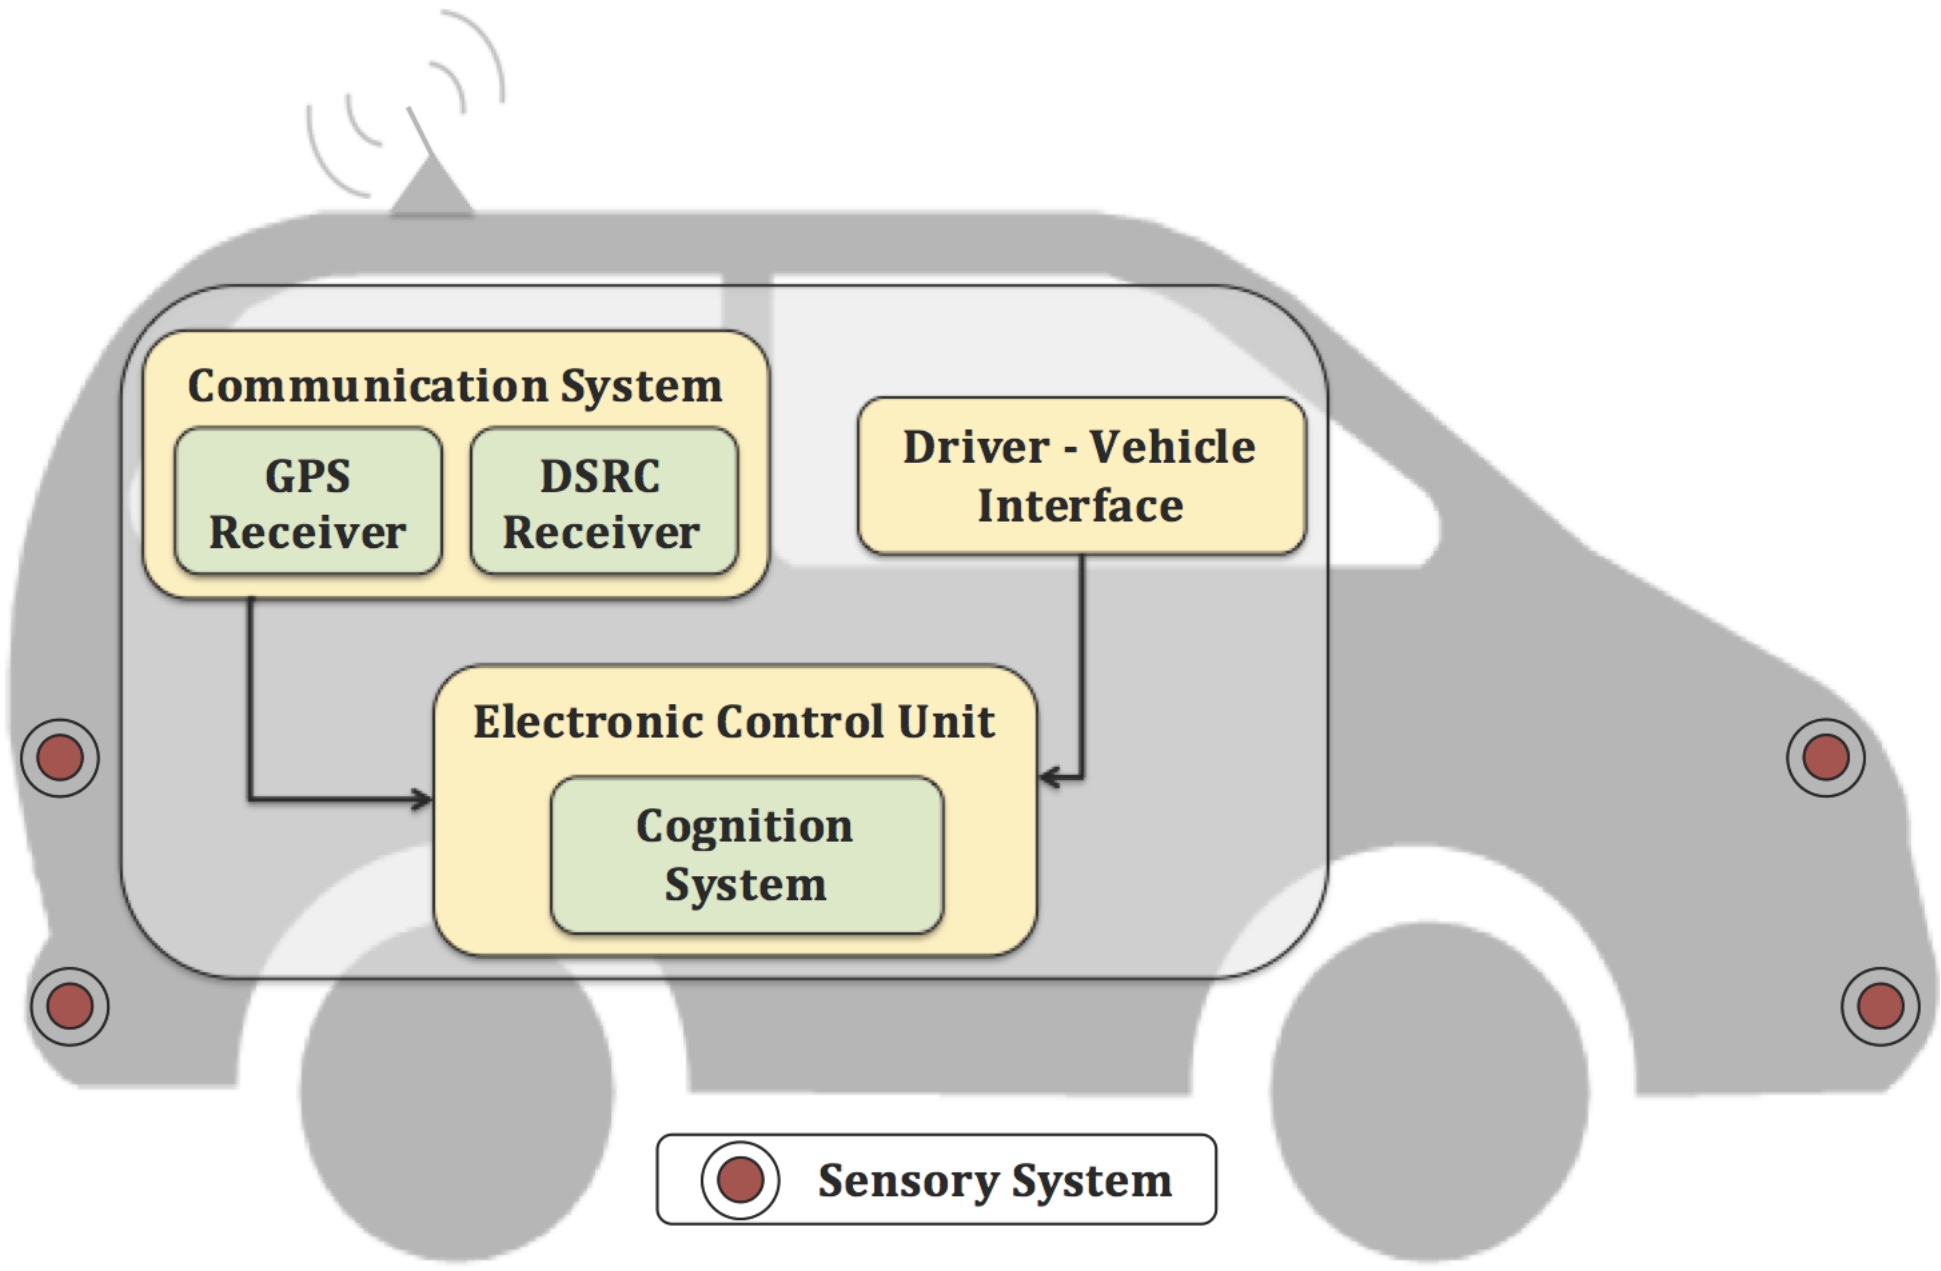 Communication System
GPS
Receiver
DSRC
Receiver
Driver - Vehicle
Interface
Electronic Control Unit
Cognition
System
Sensory System